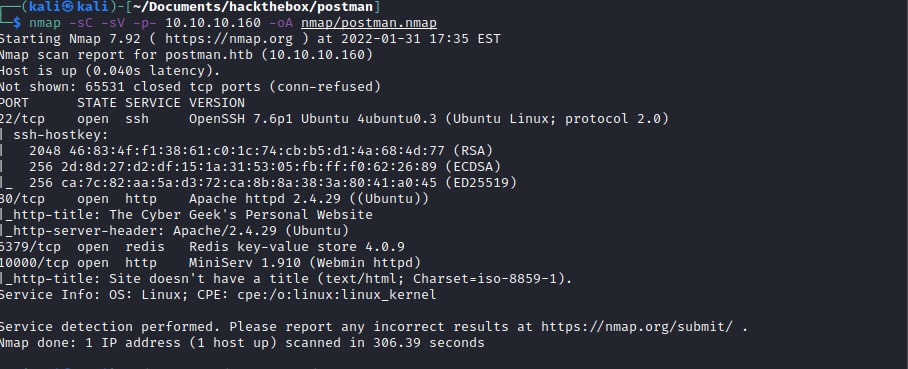 (kali㉿kali)-[~/Documents/hackthebox/postman]
$ nmap -sC -sV -p- 10.10.10.160 -oA nmap/postman.nmap
Starting Nmap 7.92 ( https://nmap.org ) at 2022-01-31 17:35 EST
Nmap scan report for postman.htb (10.10.10.160)
Host is up (0.040s latency).
Not shown: 65531 closed tcp ports (conn-refused)
PORT STATE SERVICE VERSION
22/tcp open ssh OpenSSH 7.6p1 Ubuntu 4ubuntu0.3 (Ubuntu Linux; protocol 2.0)
| ssh-hostkey:
| 2048 46:83:4f:f1:38:61:c0:1c:74:cb:b5:d1:4a:68:4d:77 (RSA)
| 256 2d:8d:27:d2:df:15:1a:31:53:05:fb:ff:f0:62:26:89 (ECDSA)
|_ 256 ca:7c:82:aa:5a:d3:72:ca:8b:8a:38:3a:80:41:a0:45 (ED25519)
80/tcp open http Apache httpd 2.4.29 ((Ubuntu))
|_http-title: The Cyber Geek's Personal Website
|_http-server-header: Apache/2.4.29 (Ubuntu)
6379/tcp open redis Redis key-value store 4.0.9
10000/tcp open http MiniServ 1.910 (Webmin httpd)
|_http-title: Site doesn't have a title (text/html; Charset=iso-8859-1).
Service Info: OS: Linux; CPE: cpe:/o:linux:linux_kernel
Service detection performed. Please report any incorrect results at https://nmap.org/submit/ .
Nmap done: 1 IP address (1 host up) scanned in 306.39 seconds